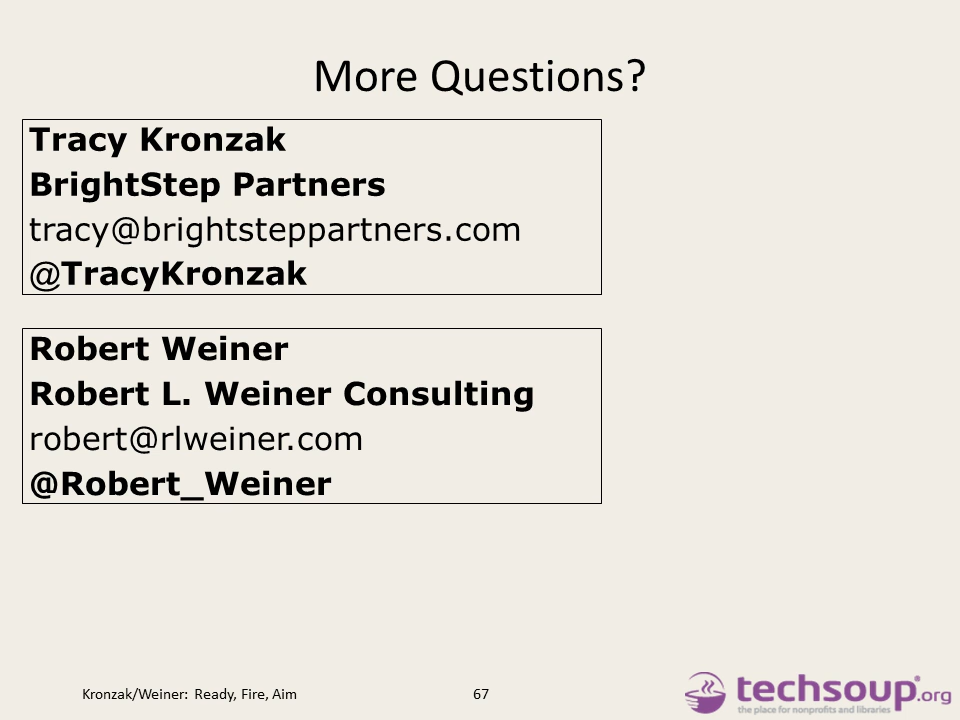 More Questions?
Tracy Kronzak
BrightStep Partners
tracy@brightsteppartners.com
@TracyKronzak
Robert Weiner
Robert L. Weiner Consulting
robert@rlweiner.com
@Robert_Weiner
Kronzak/Weiner: Ready, Fire, Aim
67
techsoup®.org
the place for nonprofits and libraries